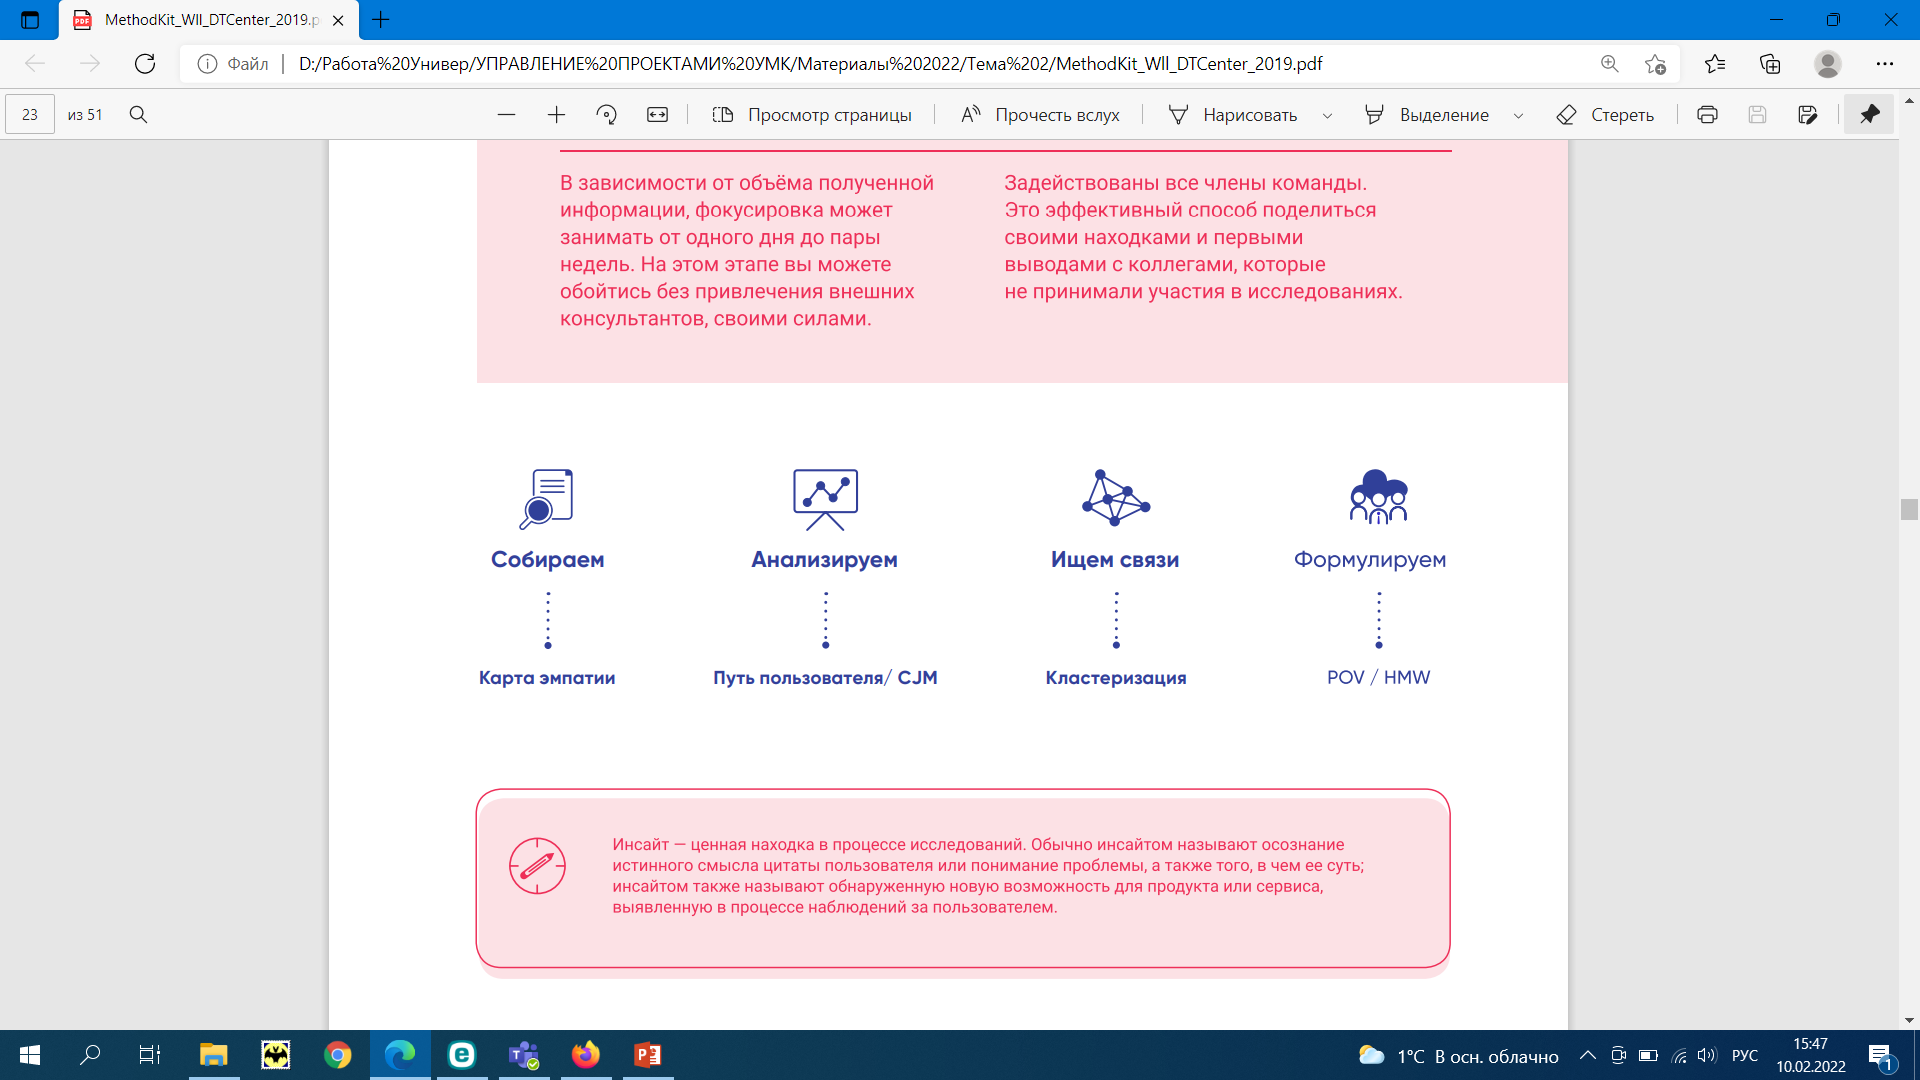 MethodKit_Wll_DTCenter_2019.p
Файл
D:/Работа%20Универ/УПРАВЛЕНИЕ%20ПРОЕКТАМИ%20УМК/Материалы%202022/Тема%202/MethodKit_Wll_DTCenter_2019.pdf
23 из 51
Просмотр страницы
Прочесть вслух
Нарисовать
Выделение
Стереть
В зависимости от объёма полученной
информации, фокусировка может
занимать от одного дня до пары
недель. На этом этапе вы можете
обойтись без привлечения внешних
консультантов, своими силами.
Задействованы все члены команды.
Это эффективный способ поделиться
своими находками и первыми
выводами с коллегами, которые
не принимали участия в исследованиях.
Собираем
Анализируем
Ищем связи
Формулируем
Карта эмпатии
Путь пользователя/ CJM
Кластеризация
POV / HMW
Инсайт — ценная находка в процессе исследований. Обычно инсайтом называют осознание
истинного смысла цитаты пользователя или понимание проблемы, а также того, в чем ее суть;
инсайтом также называют обнаруженную новую возможность для продукта или сервиса,
выявленную в процессе наблюдений за пользователем.
1°C В осн. облачно
РУС
15:47
10.02.2022
1